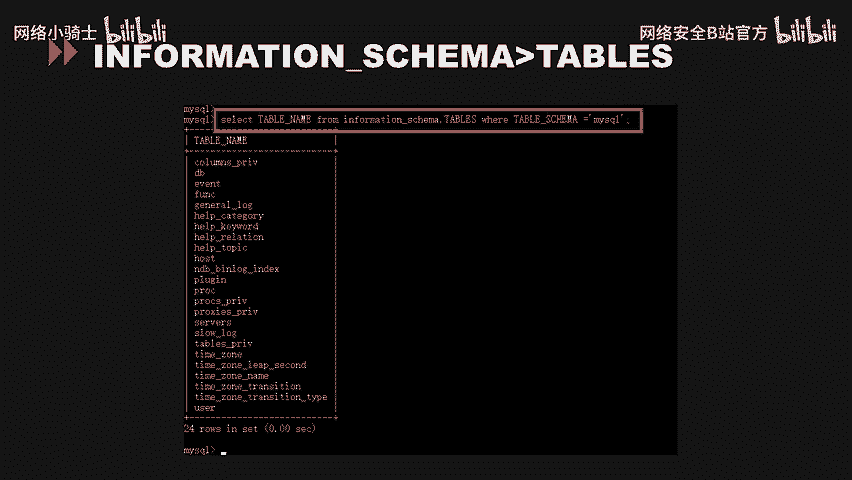 网络小骑士 bilibili
网络安全B站官方 bilibili
INFORMATION_SCHEMA>TABLES
mysql>
mysql> select TABLE_NAME from information_schema.TABLES where TABLE_SCHEMA ='mysql';
TABLE_NAME
columns_priv
db
event
func
general_log
help_category
help_keyword
help_relation
help_topic
host
ndb_binlog_index
plugin
proc
procs_priv
proxies_priv
servers
slow_log
tables_priv
time_zone
time_zone_leap_second
time_zone_name
time_zone_transition
time_zone_transition_type
user
24 rows in set (0.00 sec)
mysql>